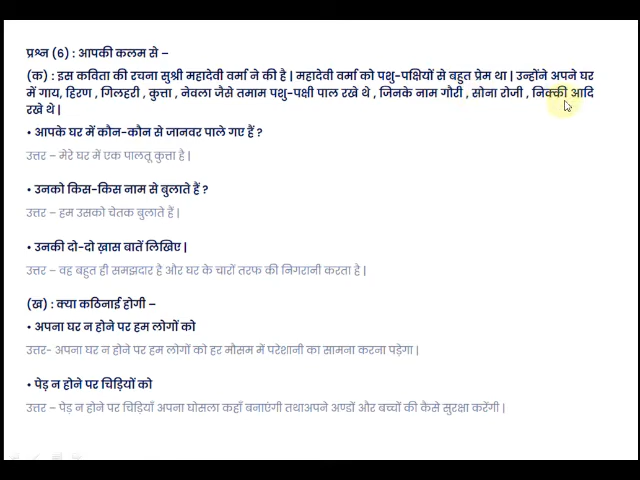 प्रश्न (6) : आपकी कलम से –
(क) : इस कविता की रचना सुश्री महादेवी वर्मा ने की है | महादेवी वर्मा को पशु-पक्षियों से बहुत प्रेम था | उन्होंने अपने घर
में गाय, हिरण , गिलहरी , कुत्ता , नेवला जैसे तमाम पशु-पक्षी पाल रखे थे , जिनके नाम गौरी , सोना रोजी , निक्की आदि
रखे थे |
• आपके घर में कौन-कौन से जानवर पाले गए हैं ?
उत्तर – मेरे घर में एक पालतू कुत्ता है |
• उनको किस-किस नाम से बुलाते हैं ?
उत्तर – हम उसको चेतक बुलाते हैं |
• उनकी दो-दो ख़ास बातें लिखिए |
उत्तर – वह बहुत ही समझदार है और घर के चारों तरफ की निगरानी करता है |
(ख) : क्या कठिनाई होगी –
• अपना घर न होने पर हम लोगों को
उत्तर- अपना घर न होने पर हम लोगों को हर मौसम में परेशानी का सामना करना पड़ेगा |
• पेड़ न होने पर चिड़ियों को
उत्तर – पेड़ न होने पर चिड़ियाँ अपना घोसला कहाँ बनाएंगी तथाअपने अण्डों और बच्चों की कैसे सुरक्षा करेंगी |